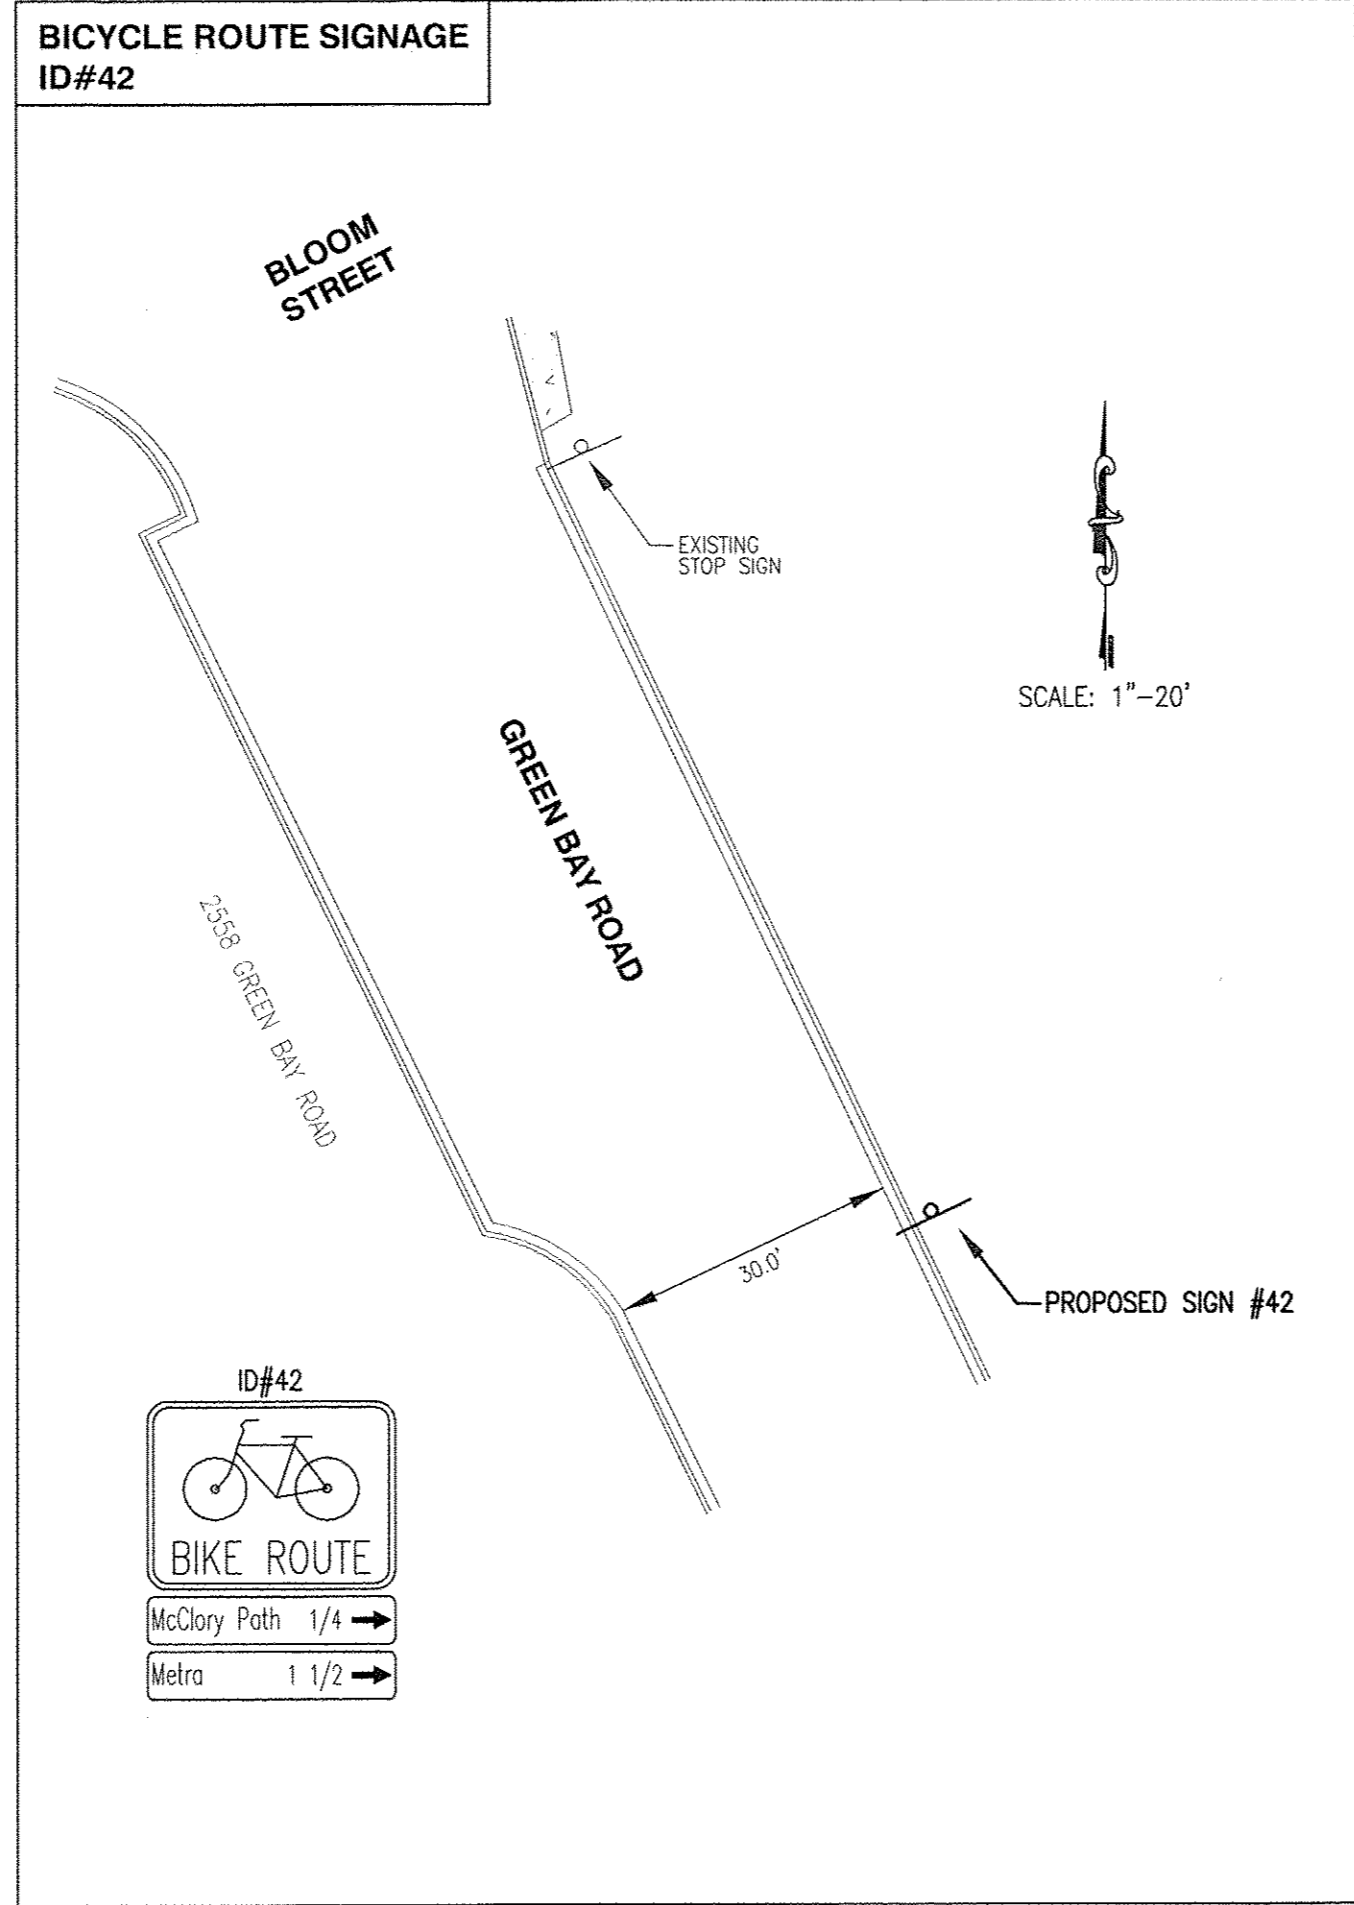 BICYCLE ROUTE SIGNAGE
ID#42
BLOOM
STREET
EXISTING
STOP SIGN
SCALE: 1"-20'
GREEN BAY ROAD
2558 GREEN BAY ROAD
30.0'
PROPOSED SIGN #42
ID#42
BIKE ROUTE
McClory Path 1/4
Metra 1 1/2